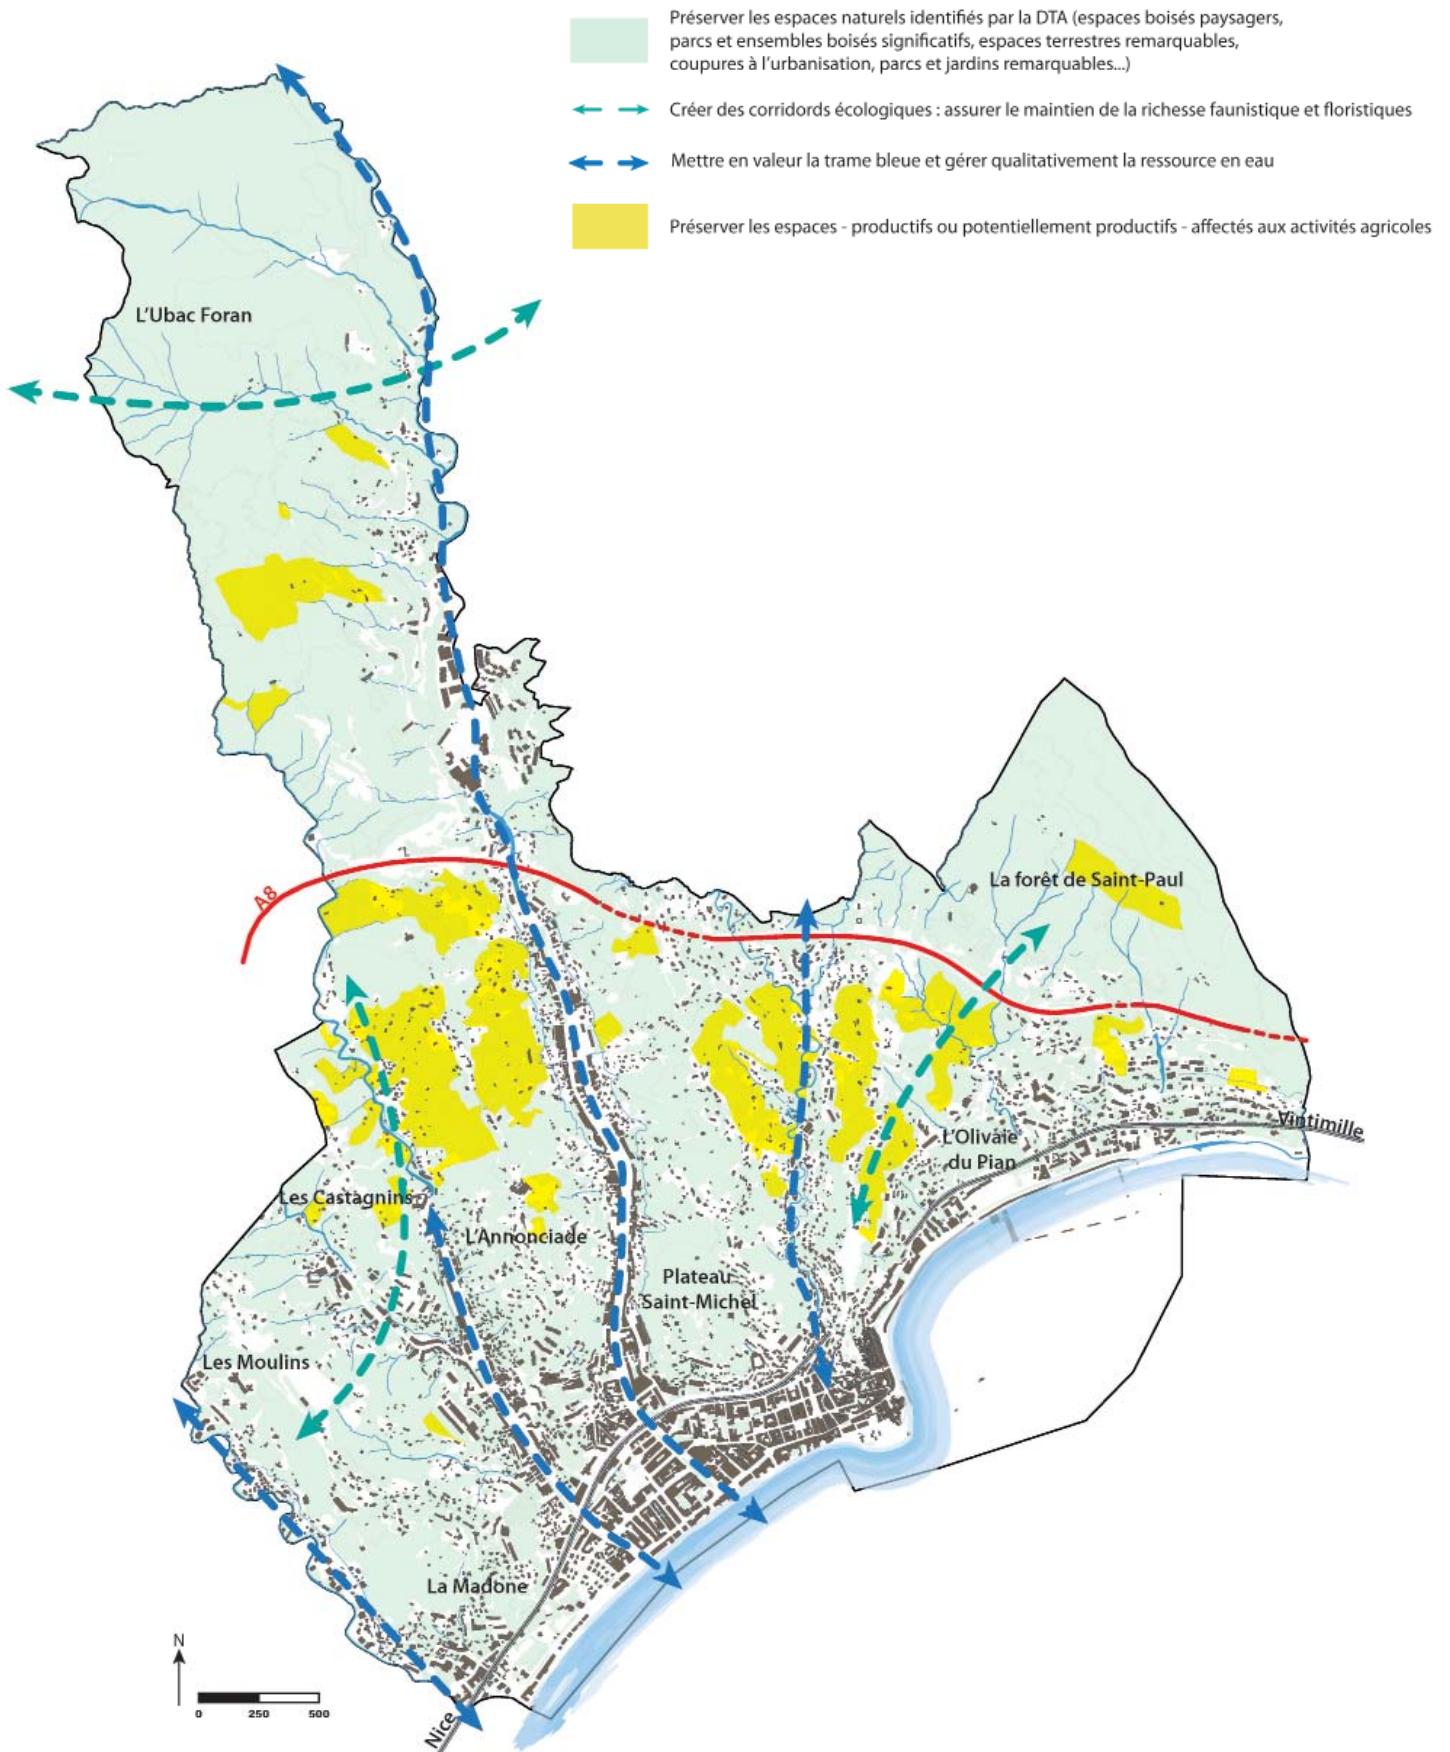 Préserver les espaces naturels identifiés par la DTA (espaces boisés paysagers,
parcs et ensembles boisés significatifs, espaces terrestres remarquables,
coupures à l'urbanisation, parcs et jardins remarquables...)
Créer des corridords écologiques : assurer le maintien de la richesse faunistique et floristiques
Mettre en valeur la trame bleue et gérer qualitativement la ressource en eau
Préserver les espaces - productifs ou potentiellement productifs - affectés aux activités agricoles
L'Ubac Foran
A8
La forêt de Saint-Paul
Vintimille
L'Olivaie
du Pian
Les Castagnins
L'Annonciade
Plateau
Saint-Michel
Les Moulins
La Madone
N
0 250 500
Nice